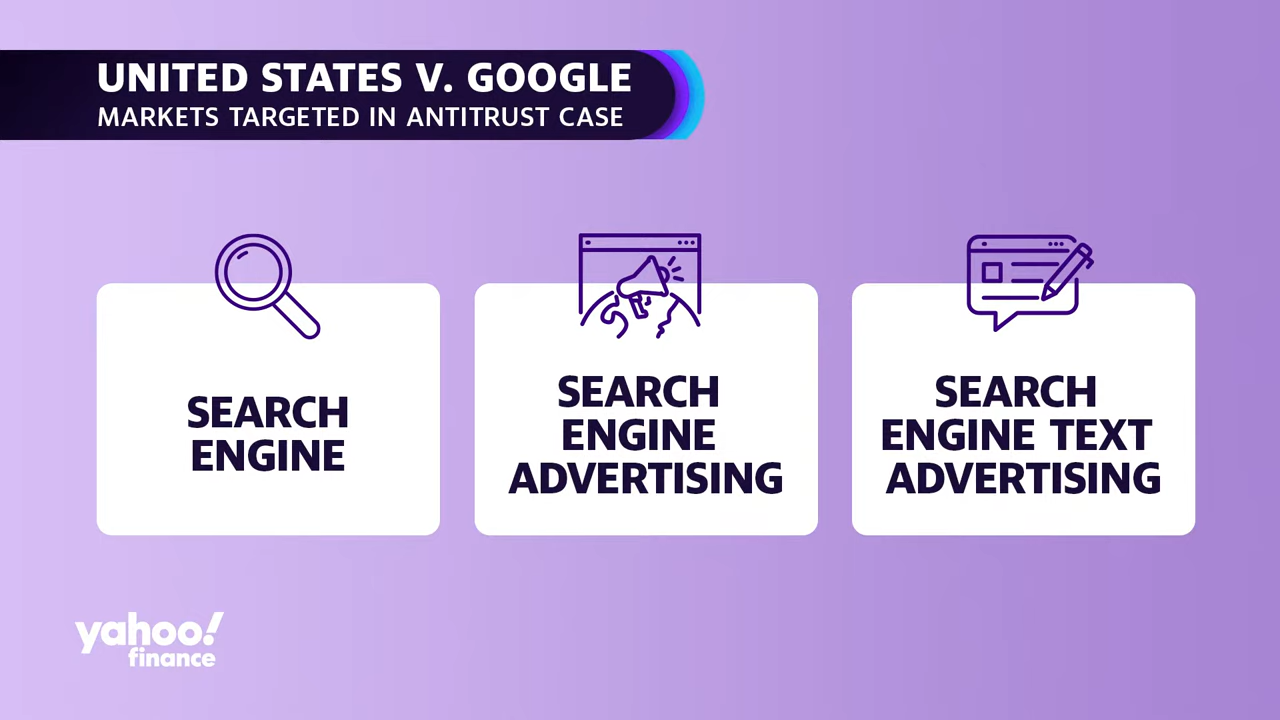 UNITED STATES V. GOOGLE
MARKETS TARGETED IN ANTITRUST CASE
SEARCH
ENGINE
SEARCH
ENGINE
ADVERTISING
SEARCH
ENGINE TEXT
ADVERTISING
yahoo!
finance